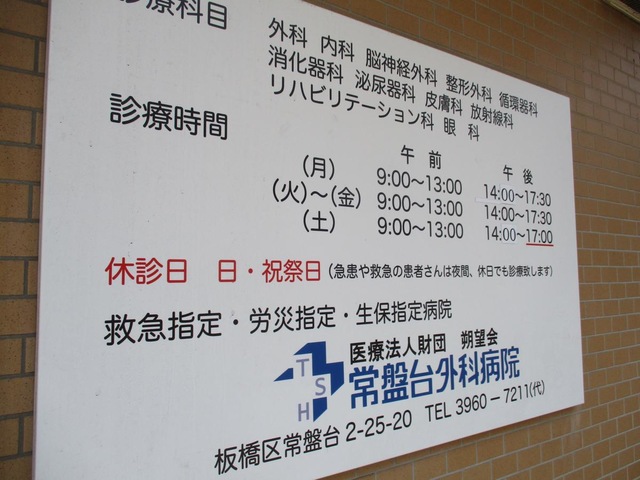 診療科目
外科 内科 脳神経外科 整形外科 循環器科
消化器科 泌尿器科 皮膚科 放射線科
リハビリテーション科 眼 科
診療時間
午 前 午 後
(月) 9:00～13:00 14:00～17:30
(火)～(金) 9:00～13:00 14:00～17:30
(土) 9:00～13:00 14:00～17:00
休診日 日・祝祭日 (急患や救急の患者さんは夜間、休日でも診療致します)
救急指定・労災指定・生保指定病院
TSH
医療法人財団 朔望会
常盤台外科病院
板橋区常盤台 2-25-20 TEL 3960－7211(代)